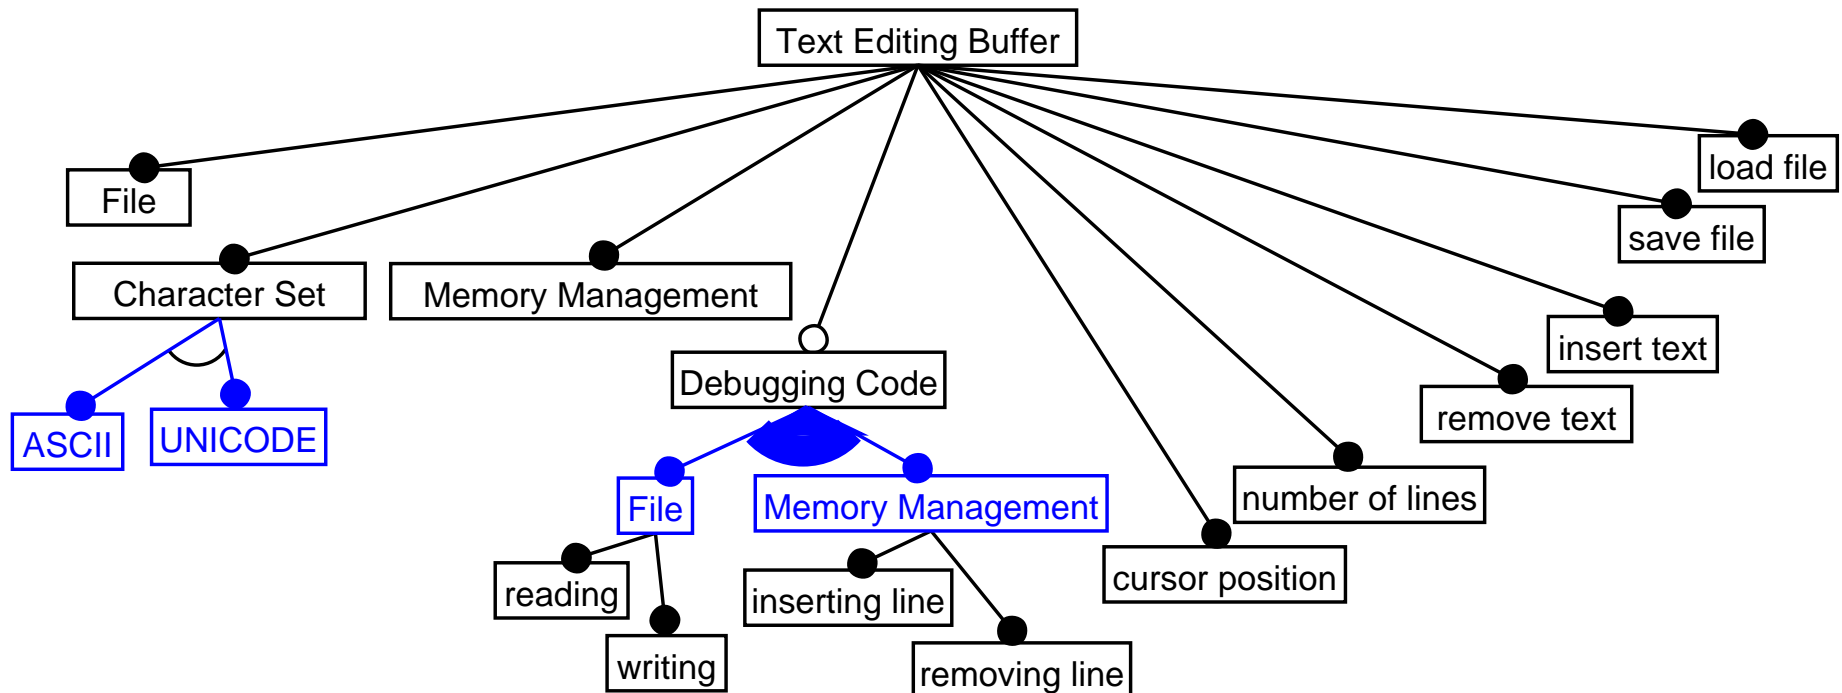 Text Editing Buffer
load file
File
save file
Character Set
Memory Management
insert text
Debugging Code
remove text
ASCII
UNICODE
number of lines
File
Memory Management
cursor position
reading
inserting line
writing
removing line